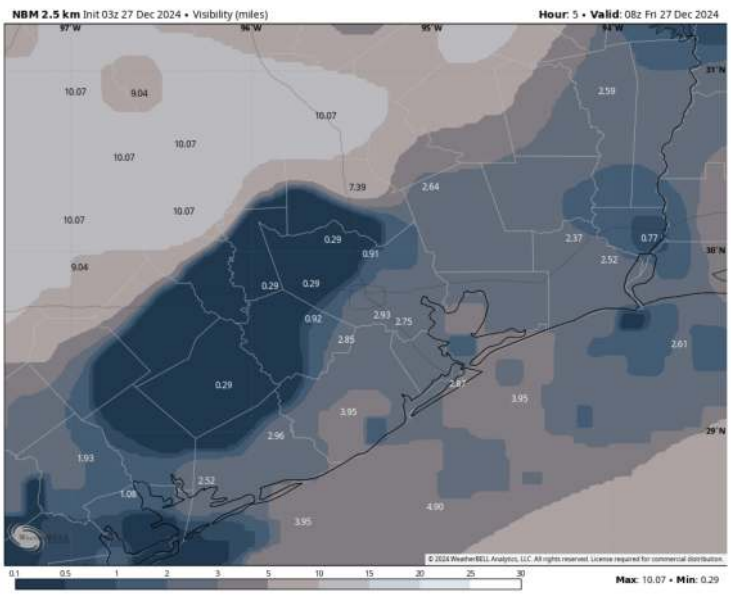 NBM 2.5 km Init 03z 27 Dec 2024 • Visibility (miles) Hour: 5 • Valid: 08z Fri 27 Dec 2024
97°W 96°W 95°W 94°W
31°N
10.07 9.04 2.59
10.07
10.07
10.07
7.39 2.64
10.07
10.07
0.29 2.37 0.77
30°N
0.91
2.52
9.04
0.29 0.29
0.92 2.93 2.75
2.85 2.61
0.29 2.87
3.95
3.95
2.96 29°N
1.93
2.52
1.08
4.90
3.95
© 2024 WeatherBELL Analytics, LLC. All rights reserved. License required for commercial distribution.
0.1 0.5 1 2 3 5 10 15 20 25 30
Max: 10.07 • Min: 0.29